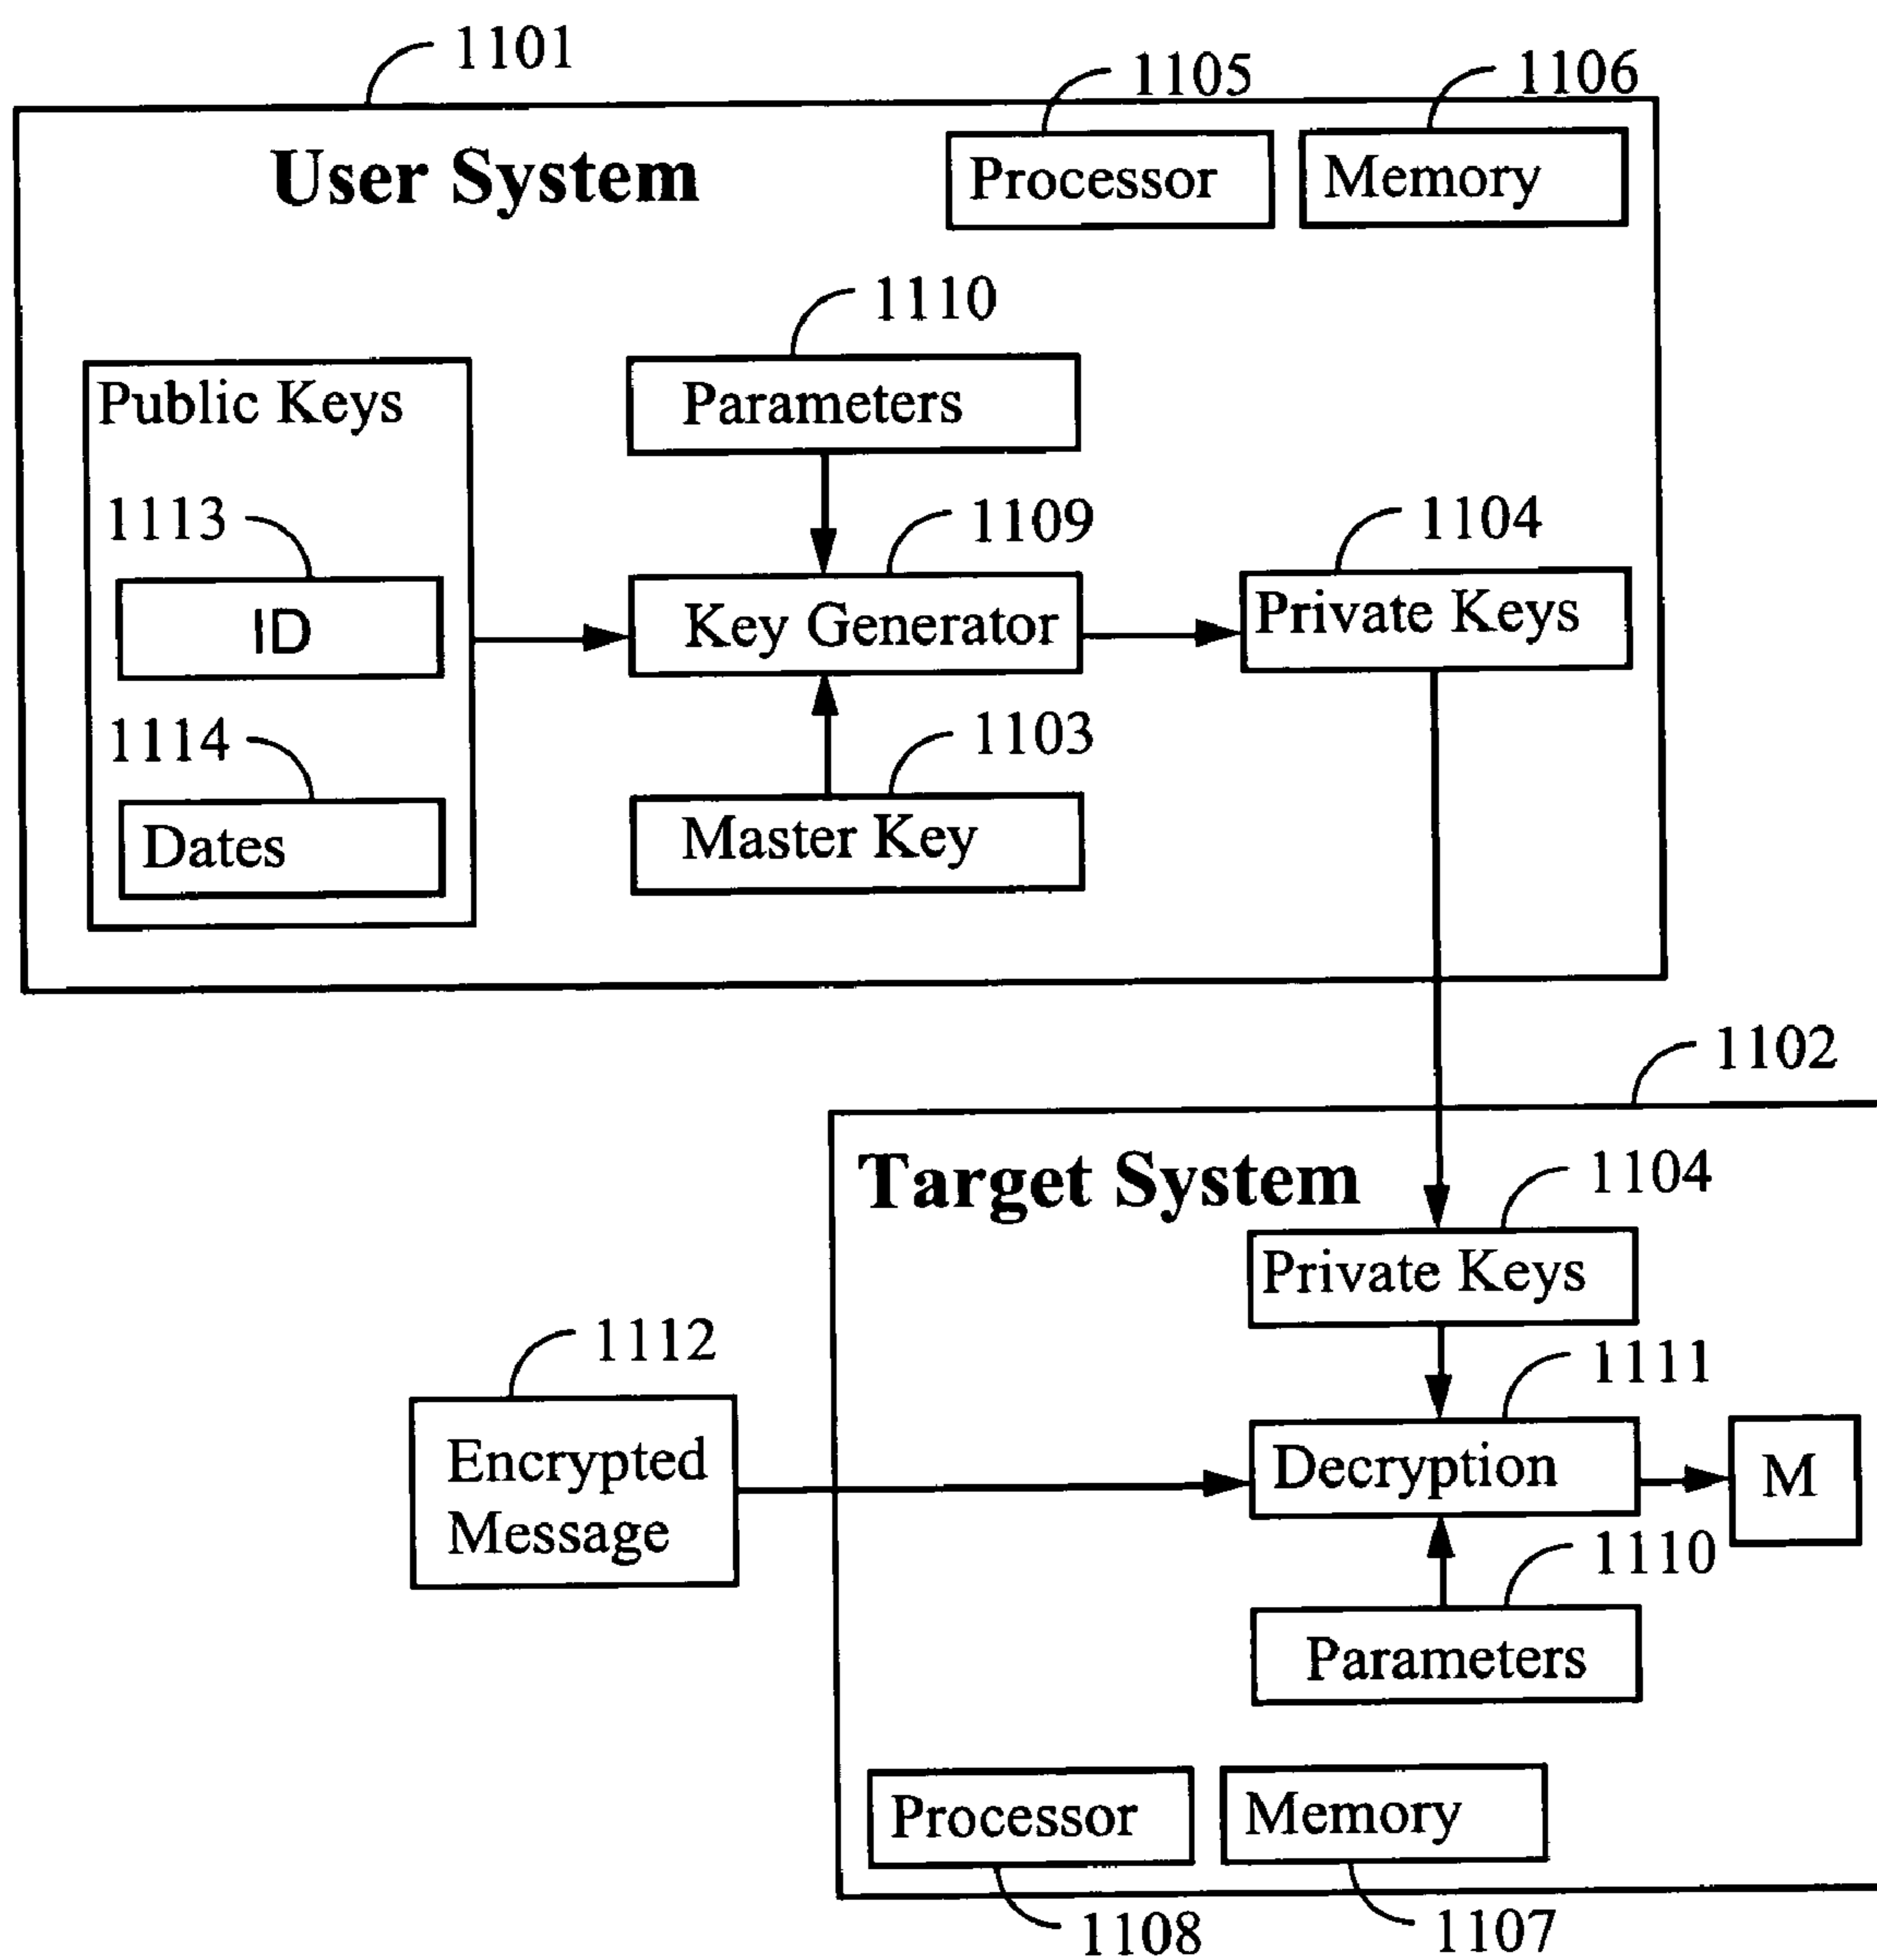 1101
1105
1106
User System
Processor
Memory
1110
Public Keys
Parameters
1113
1109
1104
ID
Key Generator
Private Keys
1114
1103
Dates
Master Key
1102
Target System
1104
Private Keys
1112
1111
Encrypted
Message
Decryption
M
1110
Parameters
Processor
Memory
1108
1107